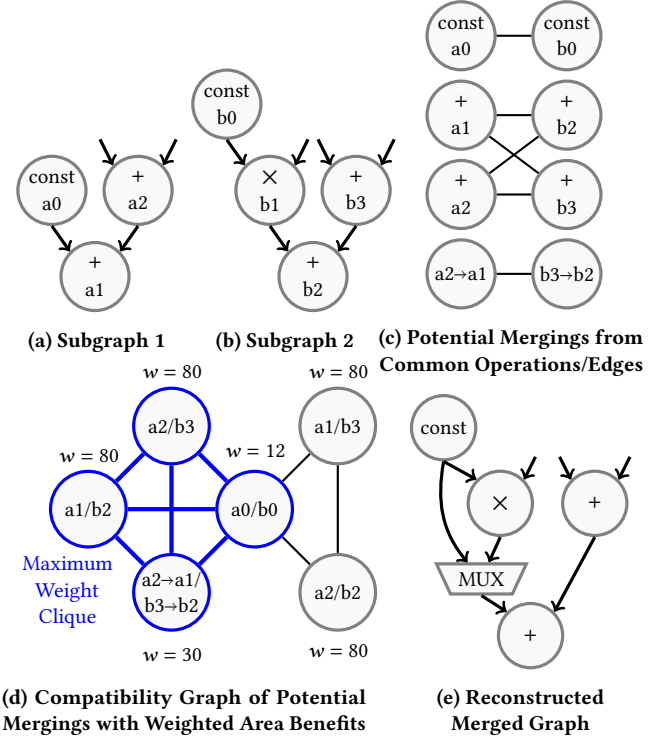 const
a0
+
a2
+
a1
(a) Subgraph 1
const
b0
×
b1
+
b3
+
b2
(b) Subgraph 2
const
a0
const
b0
+
a1
+
b2
+
a2
+
b3
a2→a1
b3→b2
(c) Potential Mergings from
Common Operations/Edges
w = 80
a2/b3
w = 80
a1/b2
w = 12
a0/b0
a2→a1/
b3→b2
w = 30
Maximum
Weight
Clique
w = 80
a1/b3
a2/b2
w = 80
(d) Compatibility Graph of Potential
Mergings with Weighted Area Benefits
const
×
+
MUX
+
(e) Reconstructed
Merged Graph